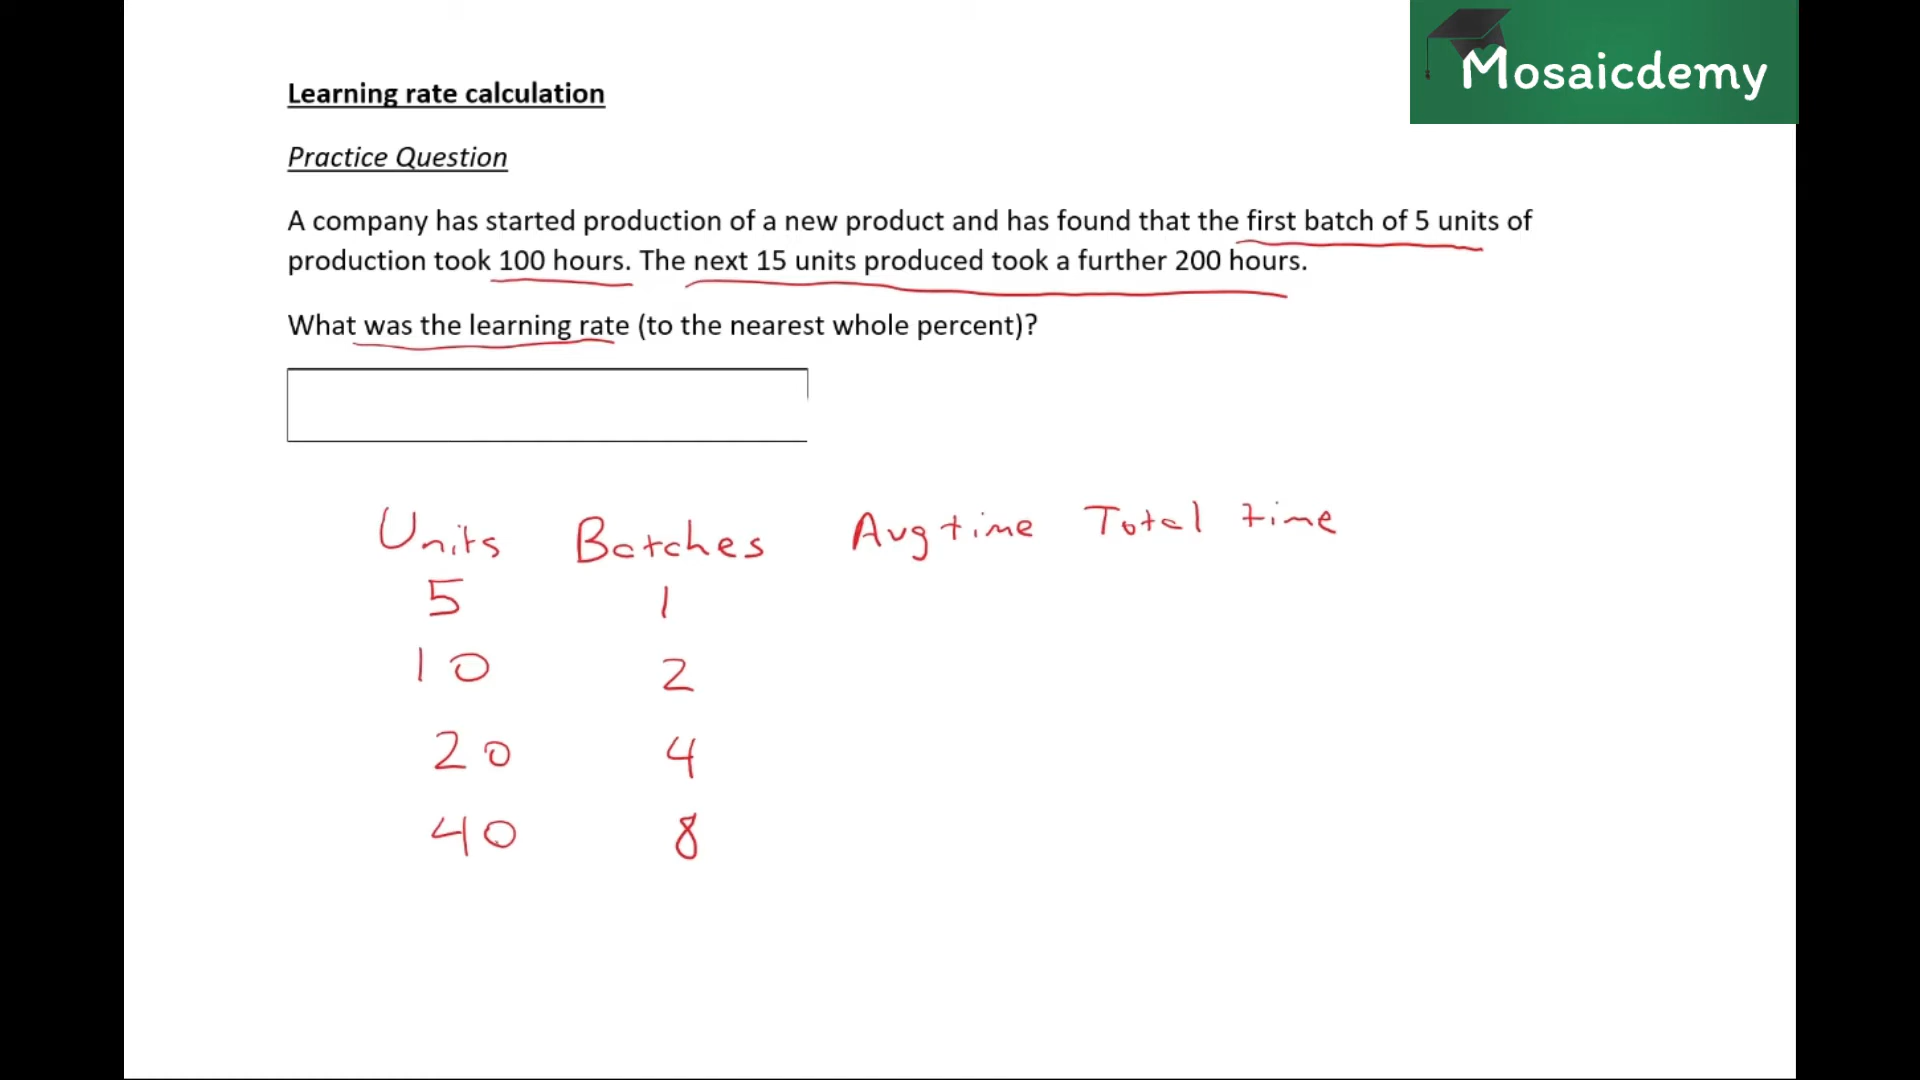 Mosaicdemy
Learning rate calculation
Practice Question
A company has started production of a new product and has found that the first batch of 5 units of
production took 100 hours. The next 15 units produced took a further 200 hours.
What was the learning rate (to the nearest whole percent)?
Units Batches Avg time Total time
5 1
10 2
20 4
40 8